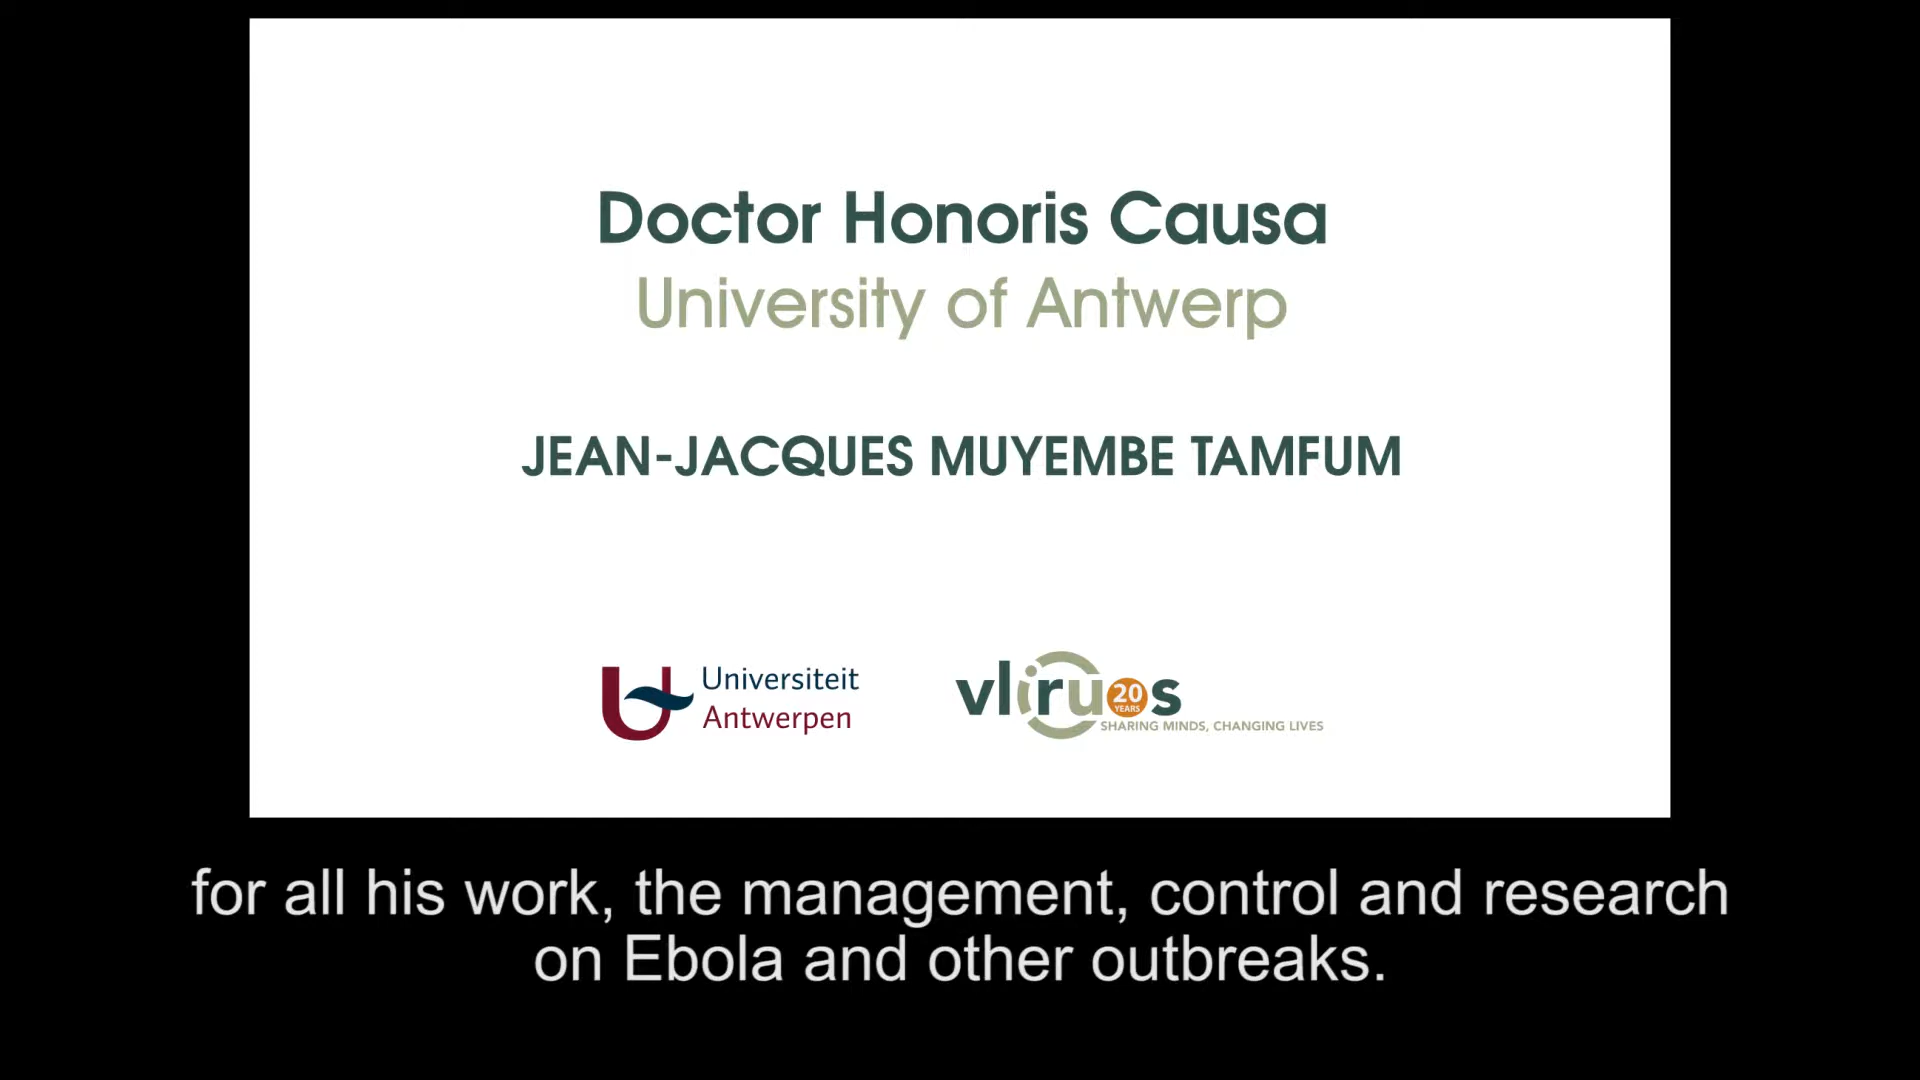 Doctor Honoris Causa
University of Antwerp
JEAN-JACQUES MUYEMBE TAMFUM
Universiteit
Antwerpen
vliruos
20
YEARS
SHARING MINDS, CHANGING LIVES
for all his work, the management, control and research
on Ebola and other outbreaks.